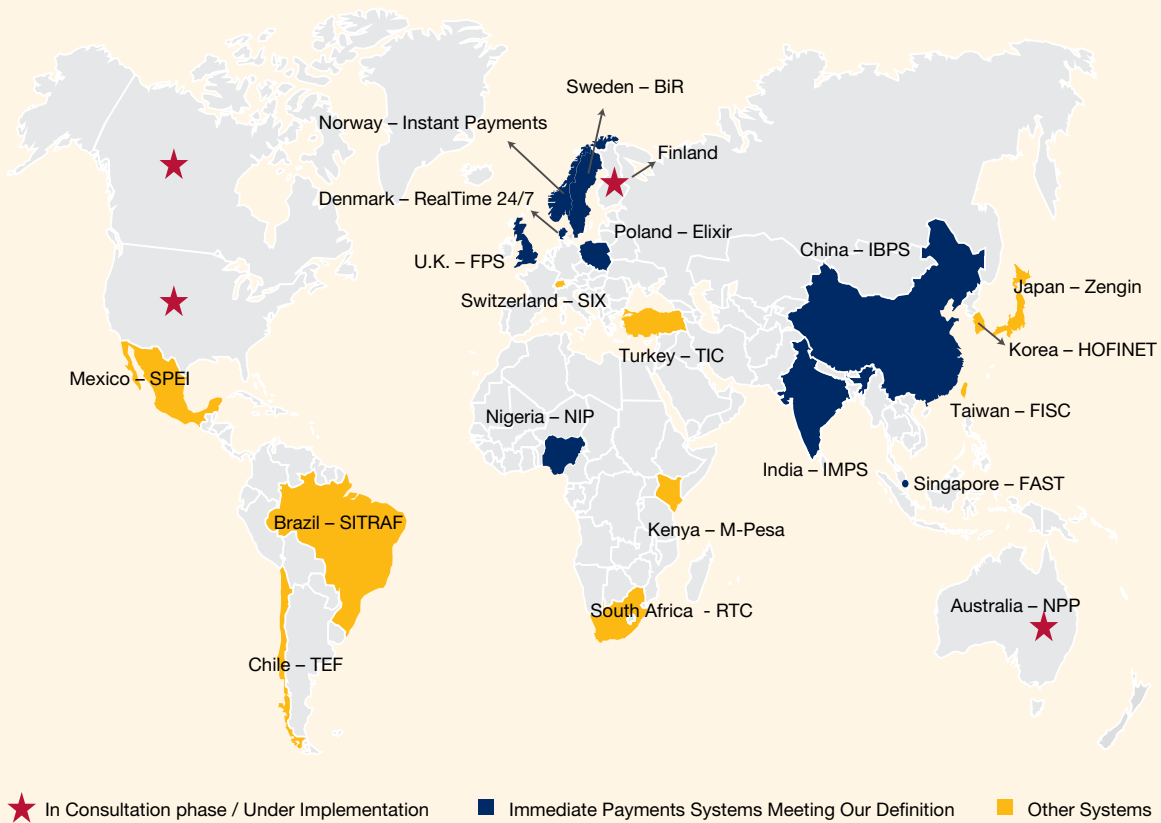 Sweden – BiR
Norway – Instant Payments
Finland
Denmark – RealTime 24/7
Poland – Elixir
U.K. – FPS
China – IBPS
Switzerland – SIX
Japan – Zengin
Turkey – TIC
Korea – HOFINET
Mexico – SPEI
Nigeria – NIP
Taiwan – FISC
India – IMPS
Singapore – FAST
Brazil – SITRAF
Kenya – M-Pesa
South Africa - RTC
Australia – NPP
Chile – TEF
In Consultation phase / Under Implementation
Immediate Payments Systems Meeting Our Definition
Other Systems